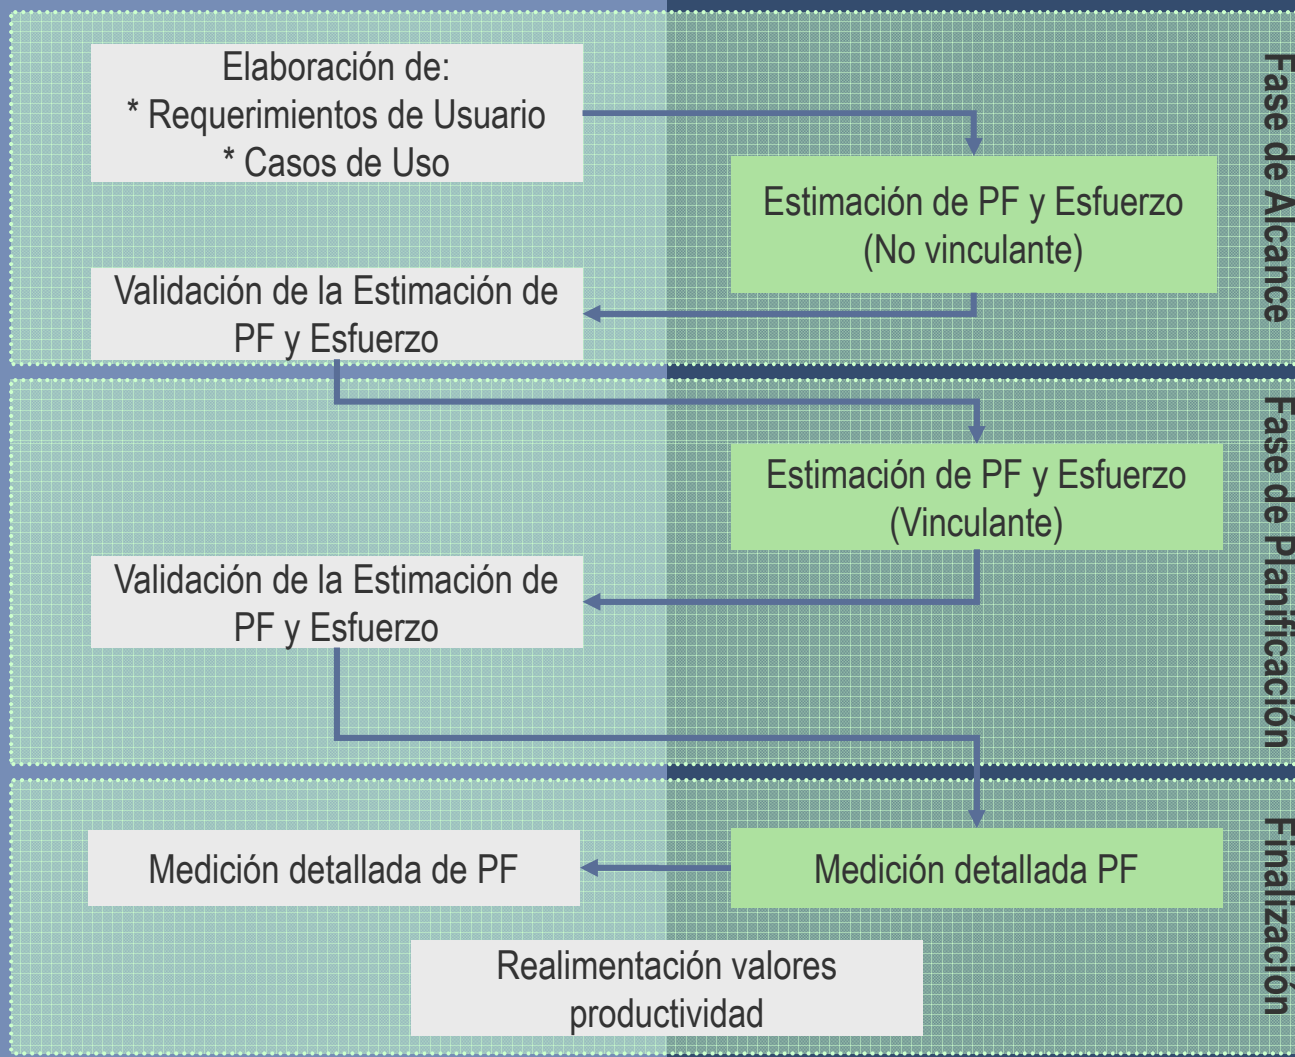 Elaboración de:
* Requerimientos de Usuario
* Casos de Uso
Estimación de PF y Esfuerzo
(No vinculante)
Validación de la Estimación de
PF y Esfuerzo
Fase de Alcance
Estimación de PF y Esfuerzo
(Vinculante)
Validación de la Estimación de
PF y Esfuerzo
Fase de Planificación
Medición detallada de PF
Medición detallada PF
Realimentación valores
productividad
Finalización